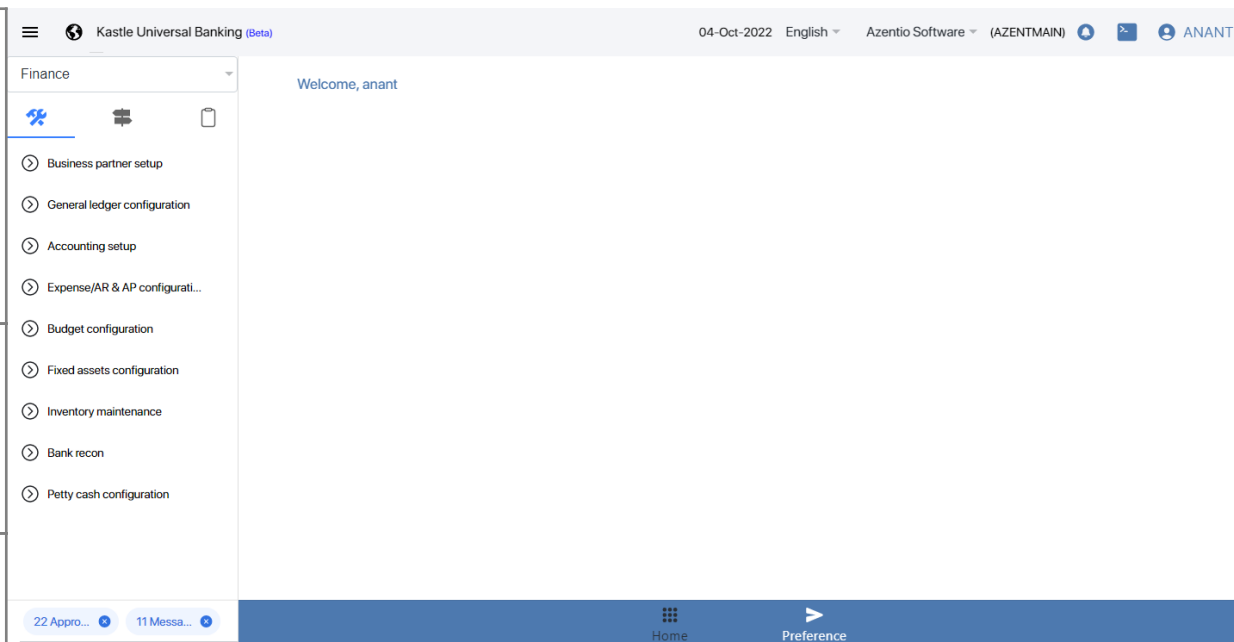 Kastle Universal Banking (Beta) 04-Oct-2022 English Azentio Software (AZENTMAIN) ANANT
Finance
Welcome, anant
Business partner setup
General ledger configuration
Accounting setup
Expense/AR & AP configurati...
Budget configuration
Fixed assets configuration
Inventory maintenance
Bank recon
Petty cash configuration
22 Appro... 11 Messa...
Home Preference